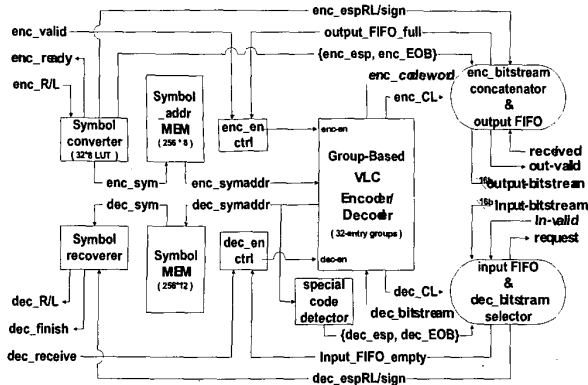 enc_espRL/sign
enc_valid
output_FIFO_full
enc_ready
{enc_esp, enc_EOB}
enc_R/L
enc_codeword
enc_CL
enc_bitstream
concatenator
&
output FIFO
Symbol
converter
(32*8 LUT)
Symbol
_addr
MEM
(256*8)
enc_en
ctrl
enc-en
Group-Based
VLC
Encoder/
Decoder
(32-entry groups)
received
out-valid
enc_sym
enc_symaddr
16b
Output-bitstream
dec_sym
dec_symaddr
16b
Input-bitstream
In-valid
request
Symbol
recoverer
Symbol
MEM
(256*12)
dec_en
ctrl
dec-en
input FIFO
&
dec_bitstram
selector
special
code
detector
dec_CL
dec_bitstream
dec_R/L
dec_finish
{dec_esp, dec_EOB}
dec_receive
Input_FIFO_empty
dec_espRL/sign